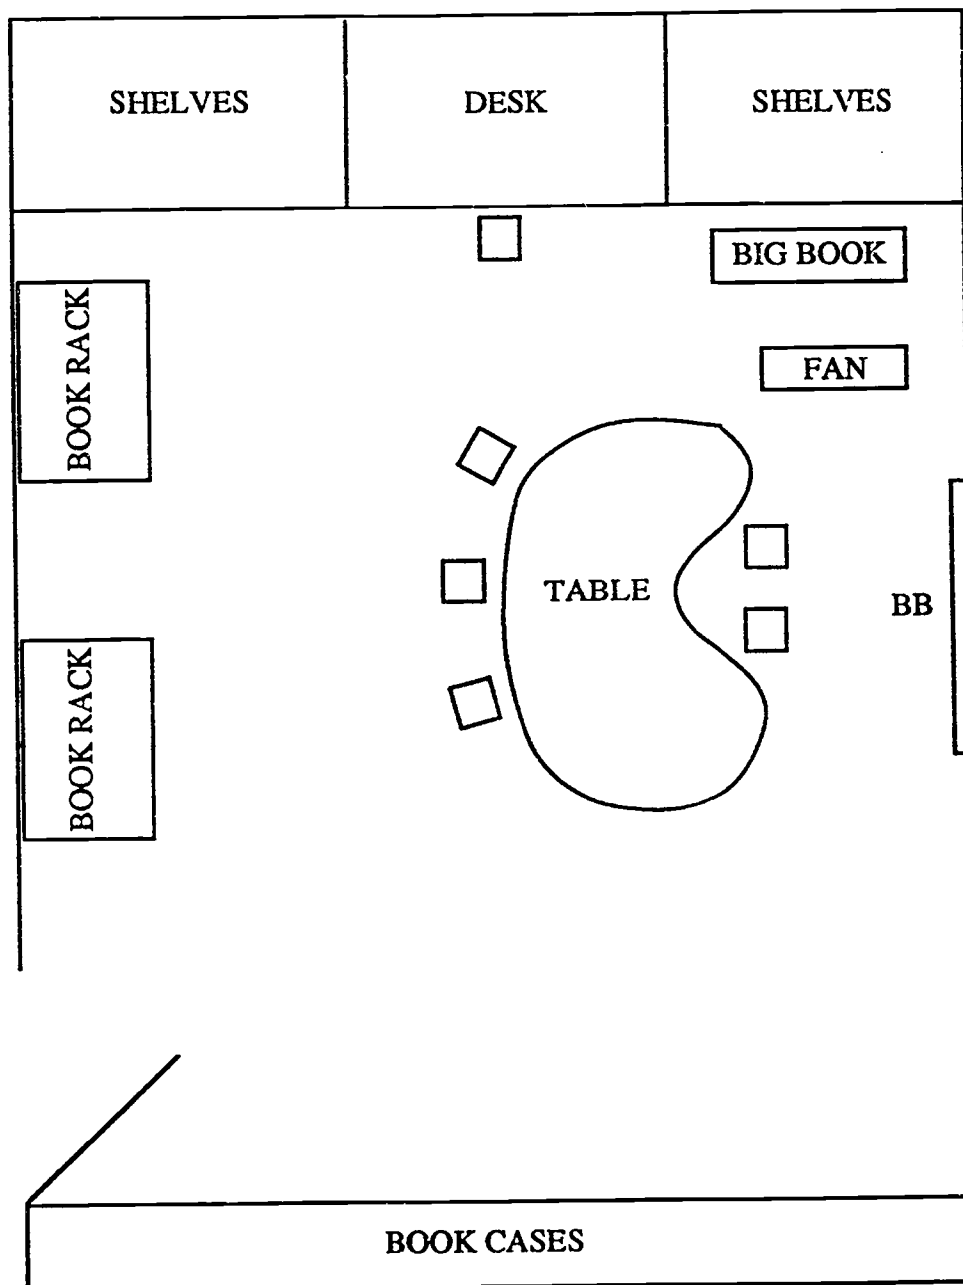 SHELVES
DESK
SHELVES
BIG BOOK
BOOK RACK
FAN
TABLE
BB
BOOK RACK
BOOK CASES